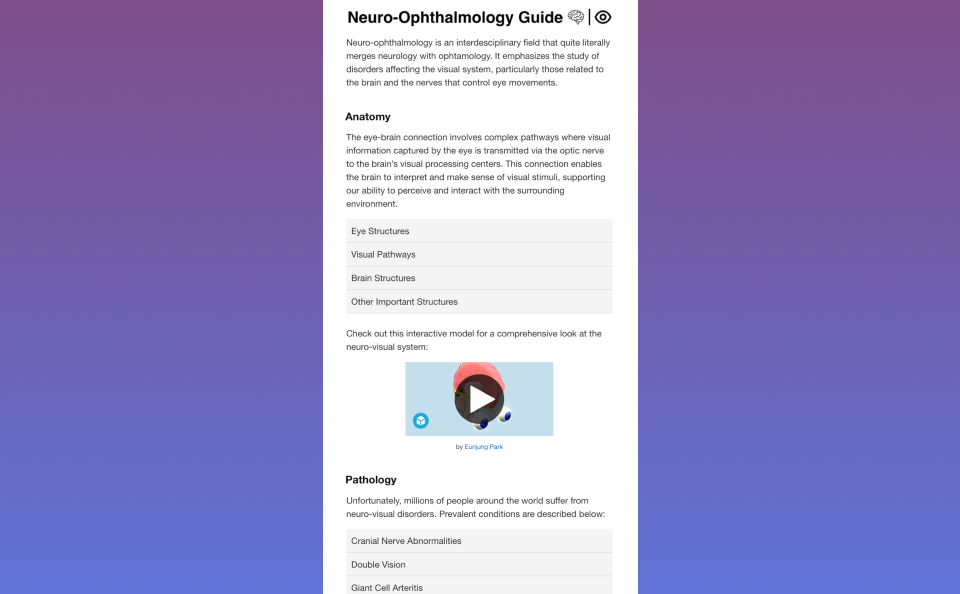 Neuro-Ophthalmology Guide
Neuro-ophthalmology is an interdisciplinary field that quite literally
merges neurology with ophtamology. It emphasizes the study of
disorders affecting the visual system, particularly those related to
the brain and the nerves that control eye movements.
Anatomy
The eye-brain connection involves complex pathways where visual
information captured by the eye is transmitted via the optic nerve
to the brain's visual processing centers. This connection enables
the brain to interpret and make sense of visual stimuli, supporting
our ability to perceive and interact with the surrounding
environment.
Eye Structures
Visual Pathways
Brain Structures
Other Important Structures
Check out this interactive model for a comprehensive look at the
neuro-visual system:
by Eunjung Park
Pathology
Unfortunately, millions of people around the world suffer from
neuro-visual disorders. Prevalent conditions are described below:
Cranial Nerve Abnormalities
Double Vision
Giant Cell Arteritis